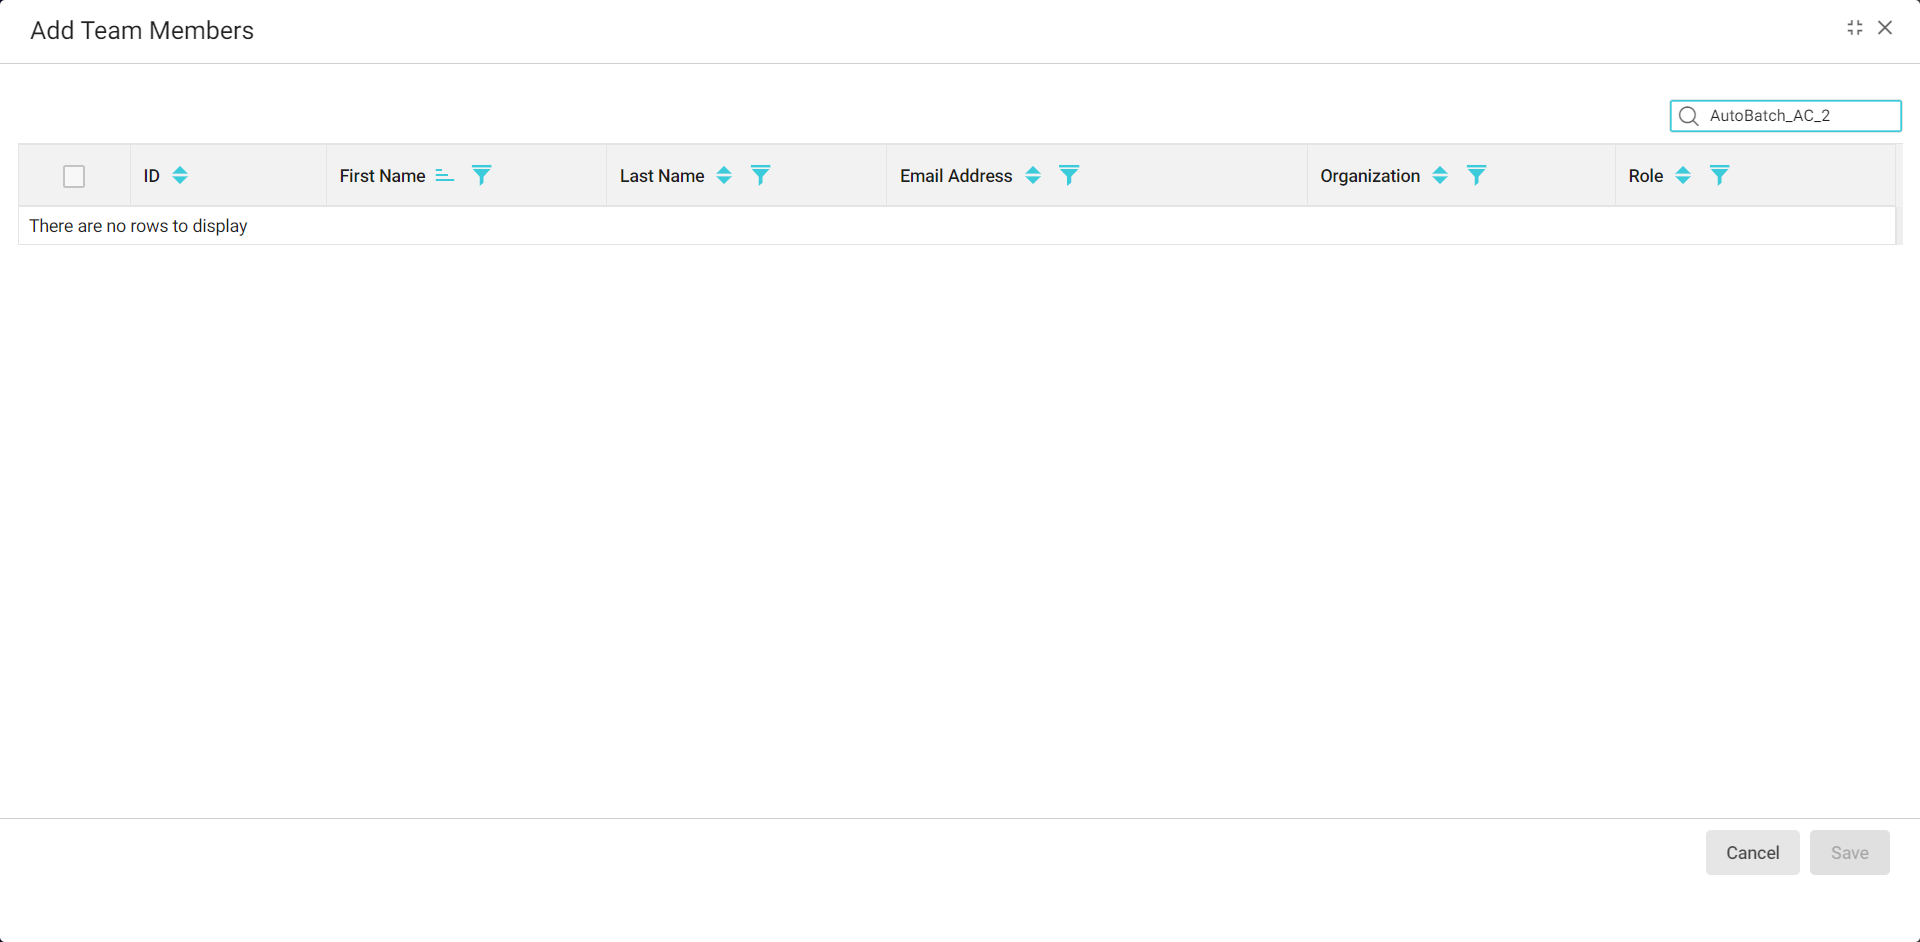 Add Team Members
AutoBatch_AC_2
ID First Name Last Name Email Address Organization Role
There are no rows to display
Cancel Save